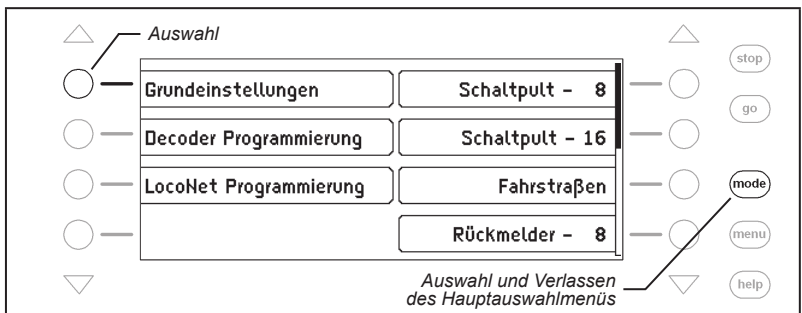 Auswahl
stop
Grundeinstellungen
Schaltpult - 8
go
Decoder Programmierung
Schaltpult - 16
LocoNet Programmierung
Fahrstraßen
mode
Rückmelder - 8
menu
Auswahl und Verlassen
des Hauptauswahlmenüs
help